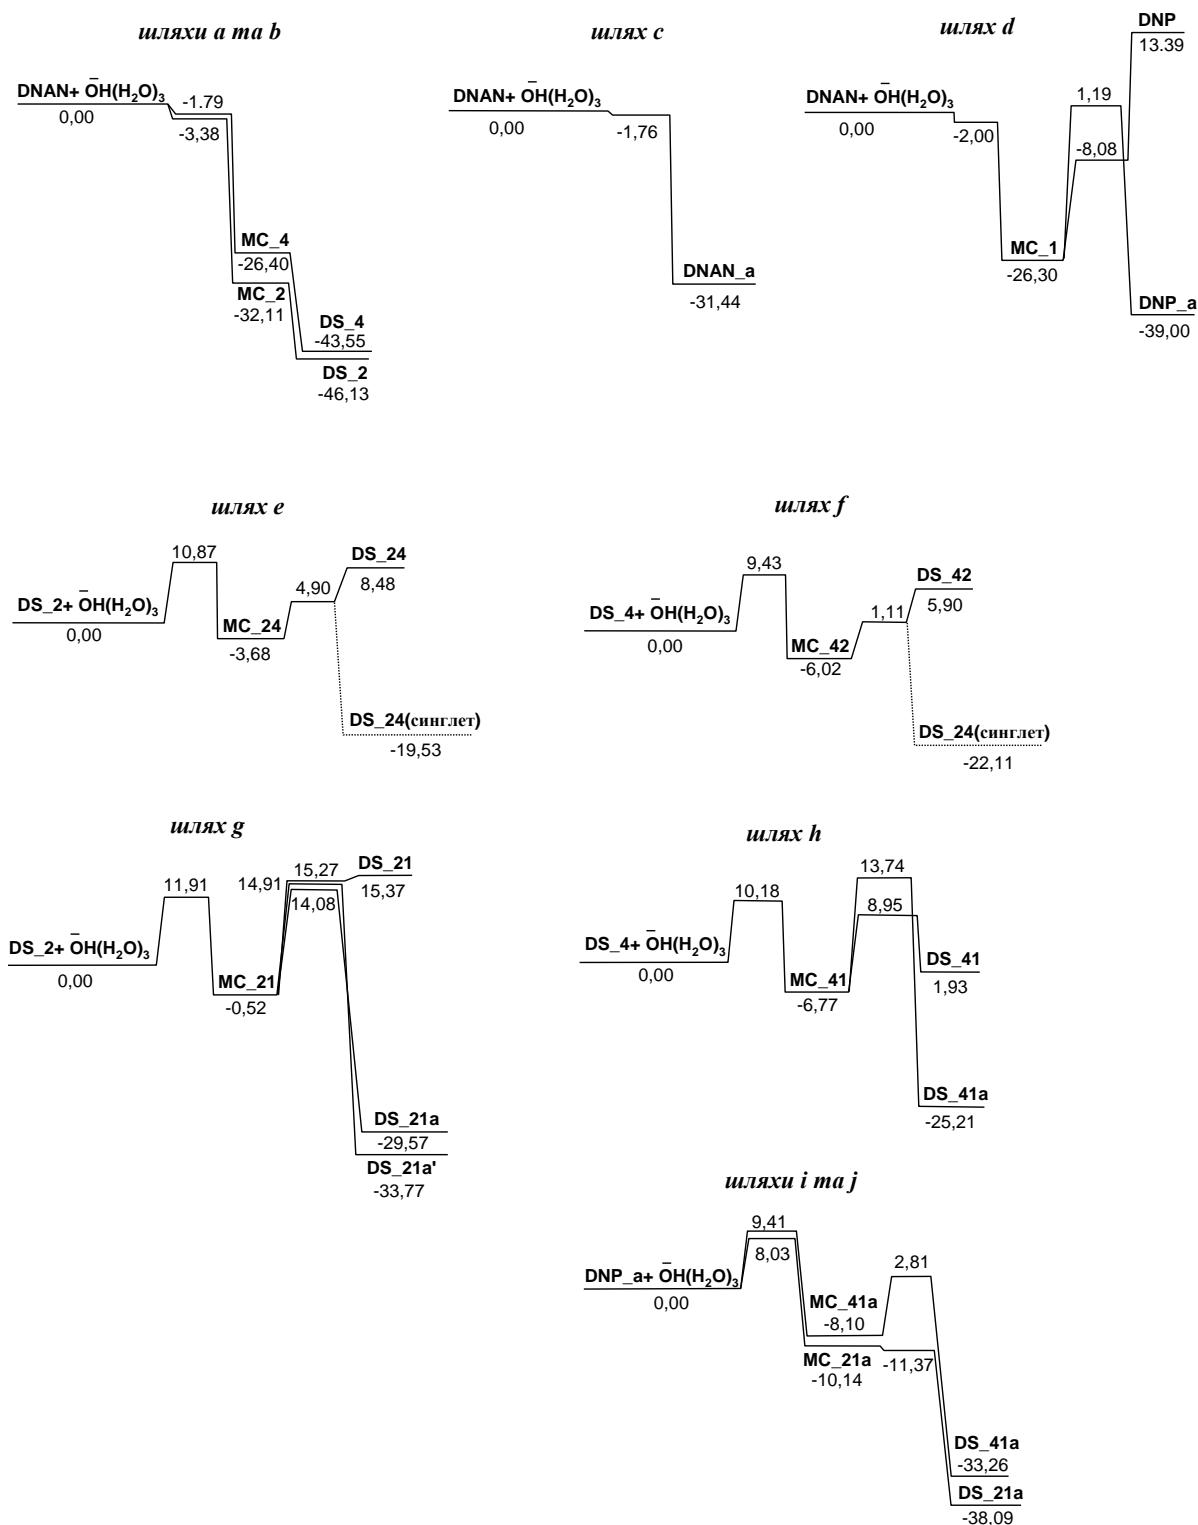 шляхи a та b
DNAN+ ŌH(H₂O)₃
0,00
-1.79
-3,38
MC_4
-26,40
MC_2
-32,11
DS_4
-43,55
DS_2
-46,13
шлях c
DNAN+ ŌH(H₂O)₃
0,00
-1,76
DNAN_a
-31,44
шлях d
DNAN+ ŌH(H₂O)₃
0,00
-2,00
MC_1
-26,30
1,19
-8,08
DNP
13.39
DNP_a
-39,00
шлях e
DS_2+ ŌH(H₂O)₃
0,00
10,87
MC_24
-3,68
4,90
DS_24
8,48
DS_24(синглет)
-19,53
шлях f
DS_4+ ŌH(H₂O)₃
0,00
9,43
MC_42
-6,02
1,11
DS_42
5,90
DS_24(синглет)
-22,11
шлях g
DS_2+ ŌH(H₂O)₃
0,00
11,91
MC_21
-0,52
14,91
15,27
14,08
DS_21
15,37
DS_21a
-29,57
DS_21a'
-33,77
шлях h
DS_4+ ŌH(H₂O)₃
0,00
10,18
MC_41
-6,77
13,74
8,95
DS_41
1,93
DS_41a
-25,21
шляхи i та j
DNP_a+ ŌH(H₂O)₃
0,00
9,41
8,03
MC_41a
-8,10
MC_21a
-10,14
2,81
-11,37
DS_41a
-33,26
DS_21a
-38,09